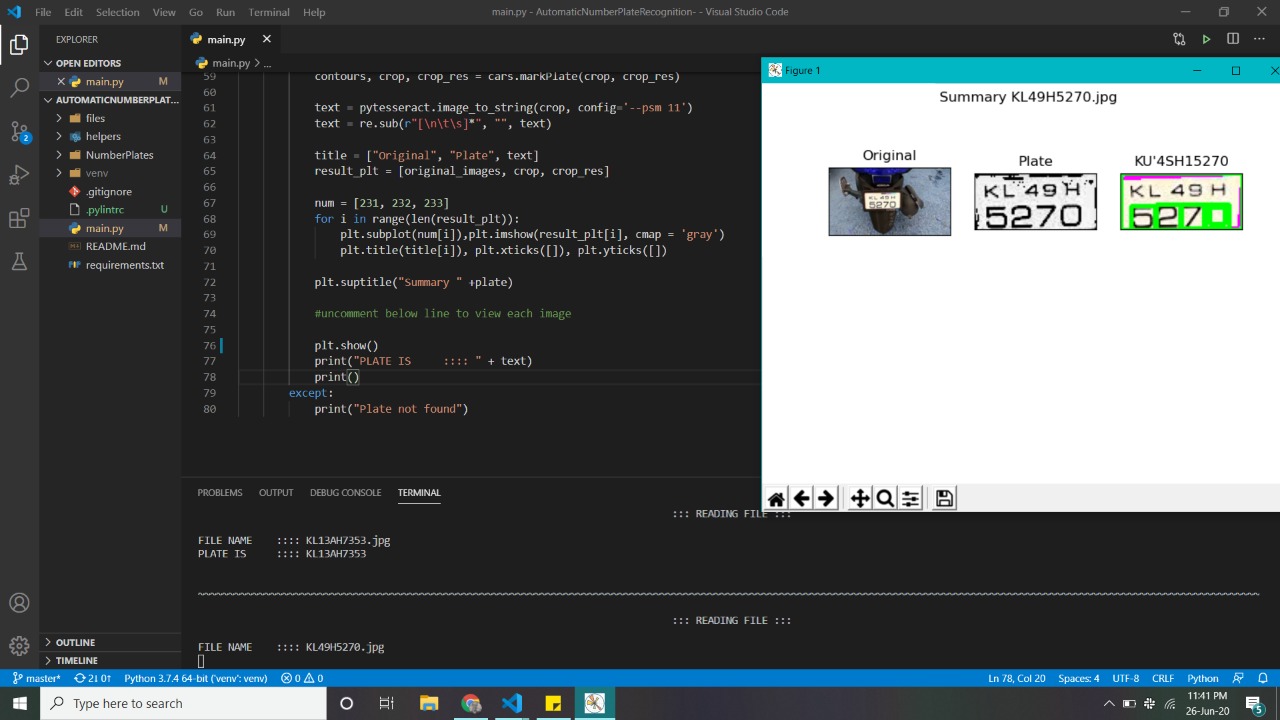 File Edit Selection View Go Run Terminal Help
main.py - AutomaticNumberPlateRecognition- - Visual Studio Code
EXPLORER
OPEN EDITORS
main.py M
AUTOMATICNUMBERPLAT...
files
helpers
NumberPlates
venv
.gitignore
.pylintrc U
main.py M
README.md
requirements.txt
OUTLINE
TIMELINE
main.py
main.py > ...
59 contours, crop, crop_res = cars.markPlate(crop, crop_res)
60
61 text = pytesseract.image_to_string(crop, config='--psm 11')
62 text = re.sub(r"[\n\t\s]*", "", text)
63
64 title = ["Original", "Plate", text]
65 result_plt = [original_images, crop, crop_res]
66
67 num = [231, 232, 233]
68 for i in range(len(result_plt)):
69 plt.subplot(num[i]),plt.imshow(result_plt[i], cmap = 'gray')
70 plt.title(title[i]), plt.xticks([]), plt.yticks([])
71
72 plt.suptitle("Summary " +plate)
73
74 #uncomment below line to view each image
75
76 plt.show()
77 print("PLATE IS     :::: " + text)
78 print()
79 except:
80 print("Plate not found")
Figure 1
Summary KL49H5270.jpg
Original
KL 49 H
5270
Plate
KL 49 H
5270
KU'4SH15270
KL 49 H
5270
PROBLEMS OUTPUT DEBUG CONSOLE TERMINAL
::: READING FILE :::
FILE NAME    :::: KL13AH7353.jpg
PLATE IS     :::: KL13AH7353
~~~~~~~~~~~~~~~~~~~~~~~~~~~~~~~~~~~~~~~~
::: READING FILE :::
FILE NAME    :::: KL49H5270.jpg
master* 2↓ 0↑ Python 3.7.4 64-bit ('venv': venv) 0 0
Ln 78, Col 20 Spaces: 4 UTF-8 CRLF Python
Type here to search
11:41 PM
26-Jun-20
5
2